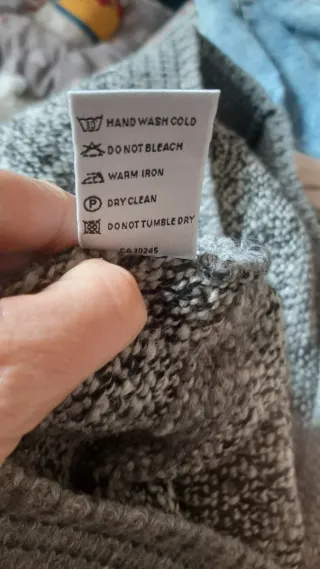 HAND WASH COLD
DO NOT BLEACH
WARM IRON
P DRY CLEAN
DO NOT TUMBLE DRY